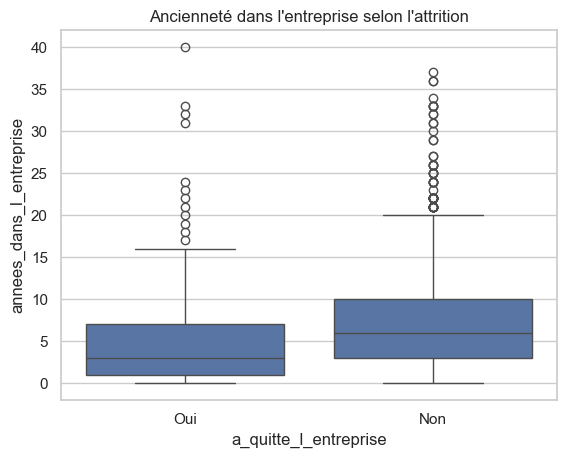 Ancienneté dans l'entreprise selon l'attrition
annees_dans_l_entreprise
40
35
30
25
20
15
10
5
0
Oui
Non
a_quitte_l_entreprise